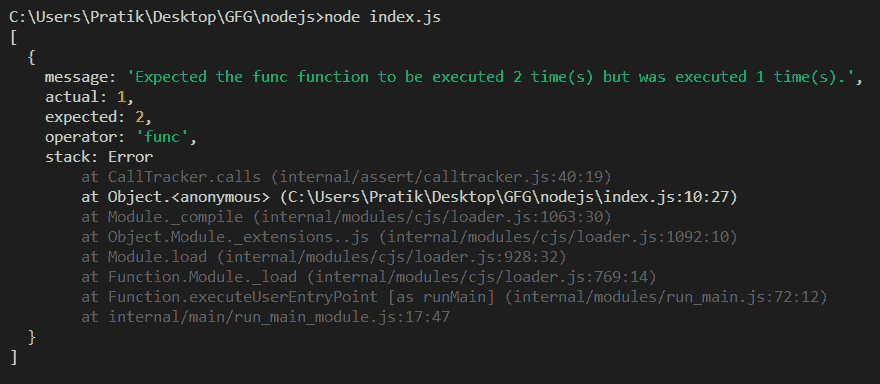 C:\Users\Pratik\Desktop\GFG\nodejs>node index.js
[
  {
    message: 'Expected the func function to be executed 2 time(s) but was executed 1 time(s).',
    actual: 1,
    expected: 2,
    operator: 'func',
    stack: Error
        at CallTracker.calls (internal/assert/calltracker.js:40:19)
        at Object.<anonymous> (C:\Users\Pratik\Desktop\GFG\nodejs\index.js:10:27)
        at Module._compile (internal/modules/cjs/loader.js:1063:30)
        at Object.Module._extensions..js (internal/modules/cjs/loader.js:1092:10)
        at Module.load (internal/modules/cjs/loader.js:928:32)
        at Function.Module._load (internal/modules/cjs/loader.js:769:14)
        at Function.executeUserEntryPoint [as runMain] (internal/modules/run_main.js:72:12)
        at internal/main/run_main_module.js:17:47
  }
]